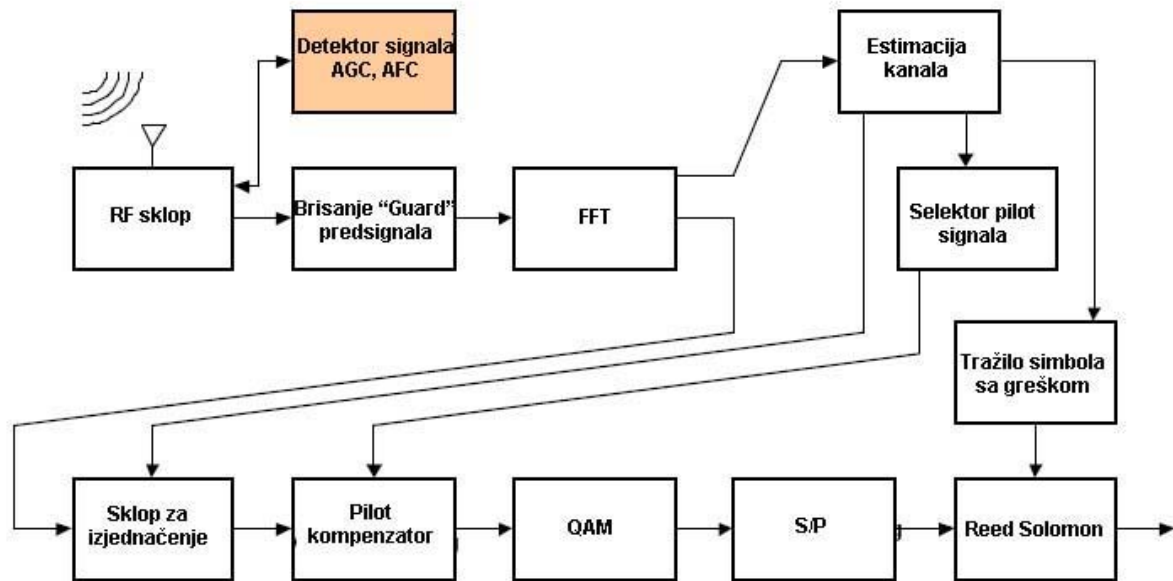 Detektor signala
AGC, AFC
Estimacija
kanala
RF sklop
Brisanje “Guard”
predsignala
FFT
Selektor pilot
signala
Tražilo simbola
sa greškom
Sklop za
izjednačenje
Pilot
kompenzator
QAM
S/P
Reed Solomon